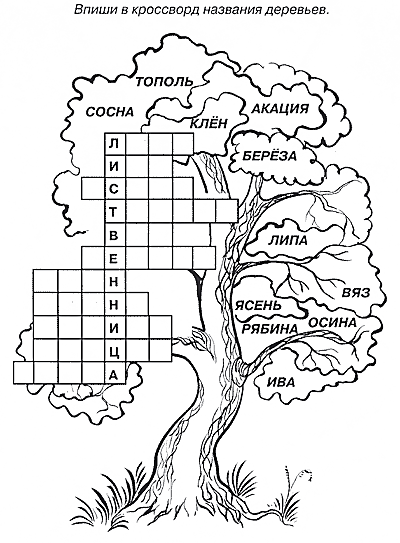 Впиши в кроссворд названия деревьев.
ТОПОЛЬ
СОСНА
АКАЦИЯ
КЛЁН
БЕРЁЗА
ЛИПА
ВЯЗ
ЯСЕНЬ
РЯБИНА
ОСИНА
ИВА
Л
И
С
Т
В
Е
Н
Н
И
Ц
А